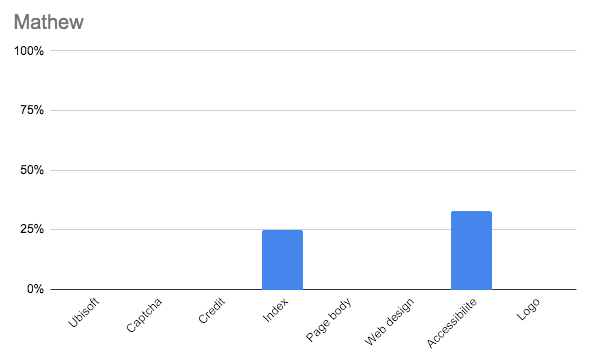 Mathew
100%
75%
50%
25%
0%
Ubisoft
Captcha
Credit
Index
Page body
Web design
Accessibilite
Logo